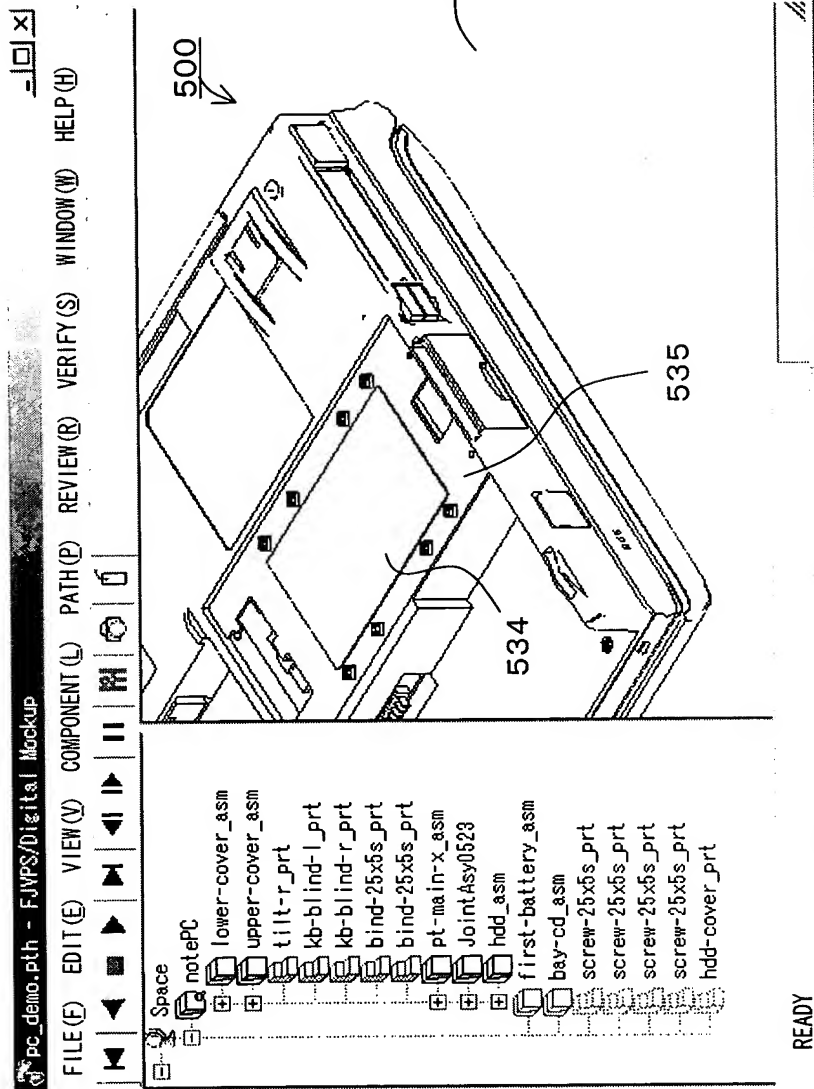 pc_demo.pth - FJVPS/Digital Mockup
FILE(F) EDIT(E) VIEW(V) COMPONENT(L) PATH(P) REVIEW(R) VERIFY(S) WINDOW(W) HELP(H)
Space
notePC
lower-cover_asm
upper-cover_asm
tilt-r_prt
kb-blind-l_prt
kb-blind-r_prt
bind-25x5s_prt
bind-25x5s_prt
pt-main-x_asm
JointAsy0523
hdd_asm
first-battery_asm
bay-cd_asm
screw-25x5s_prt
screw-25x5s_prt
screw-25x5s_prt
screw-25x5s_prt
hdd-cover_prt
500
534
535
READY